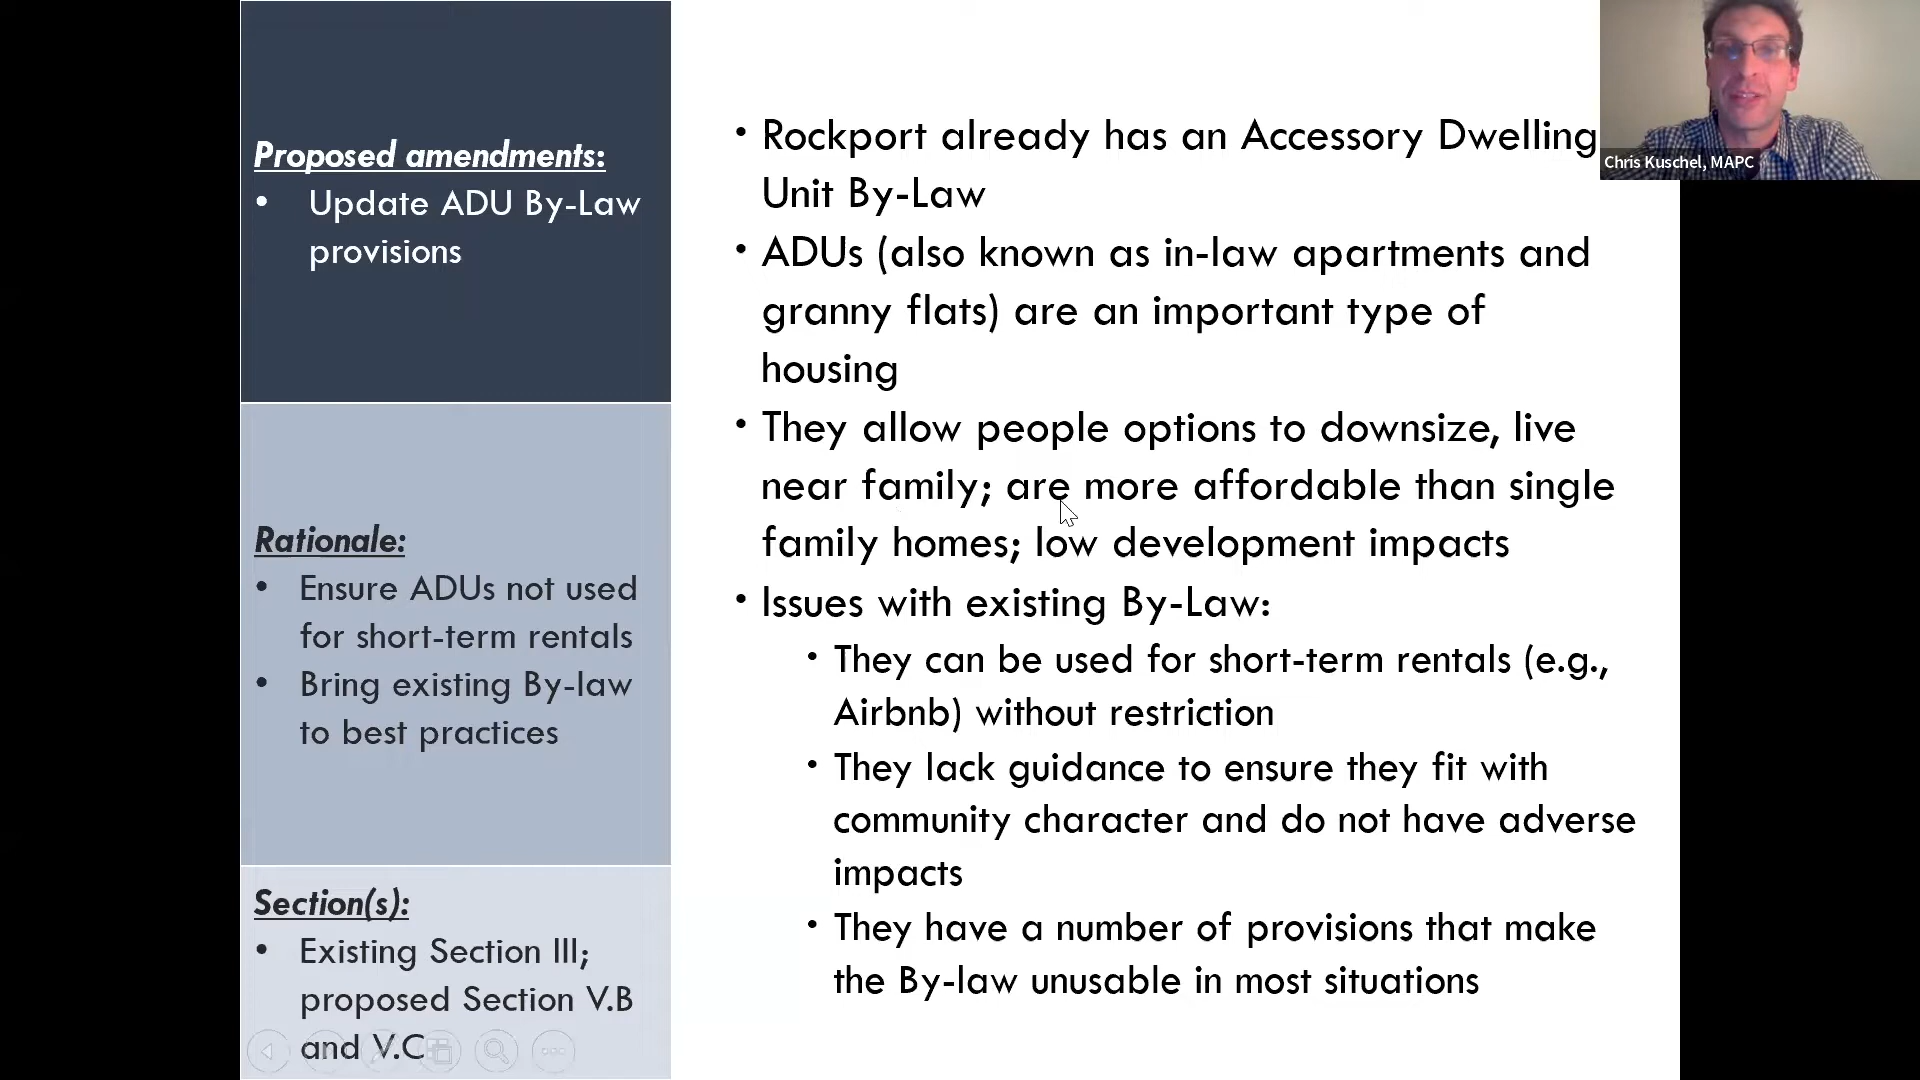 Proposed amendments:
• Update ADU By-Law
provisions
Rationale:
• Ensure ADUs not used
for short-term rentals
• Bring existing By-law
to best practices
Section(s):
• Existing Section III;
proposed Section V.B
and V.C
• Rockport already has an Accessory Dwelling
Unit By-Law
• ADUs (also known as in-law apartments and
granny flats) are an important type of
housing
• They allow people options to downsize, live
near family; are more affordable than single
family homes; low development impacts
• Issues with existing By-Law:
• They can be used for short-term rentals (e.g.,
Airbnb) without restriction
• They lack guidance to ensure they fit with
community character and do not have adverse
impacts
• They have a number of provisions that make
the By-law unusable in most situations
Chris Kuschel, MAPC